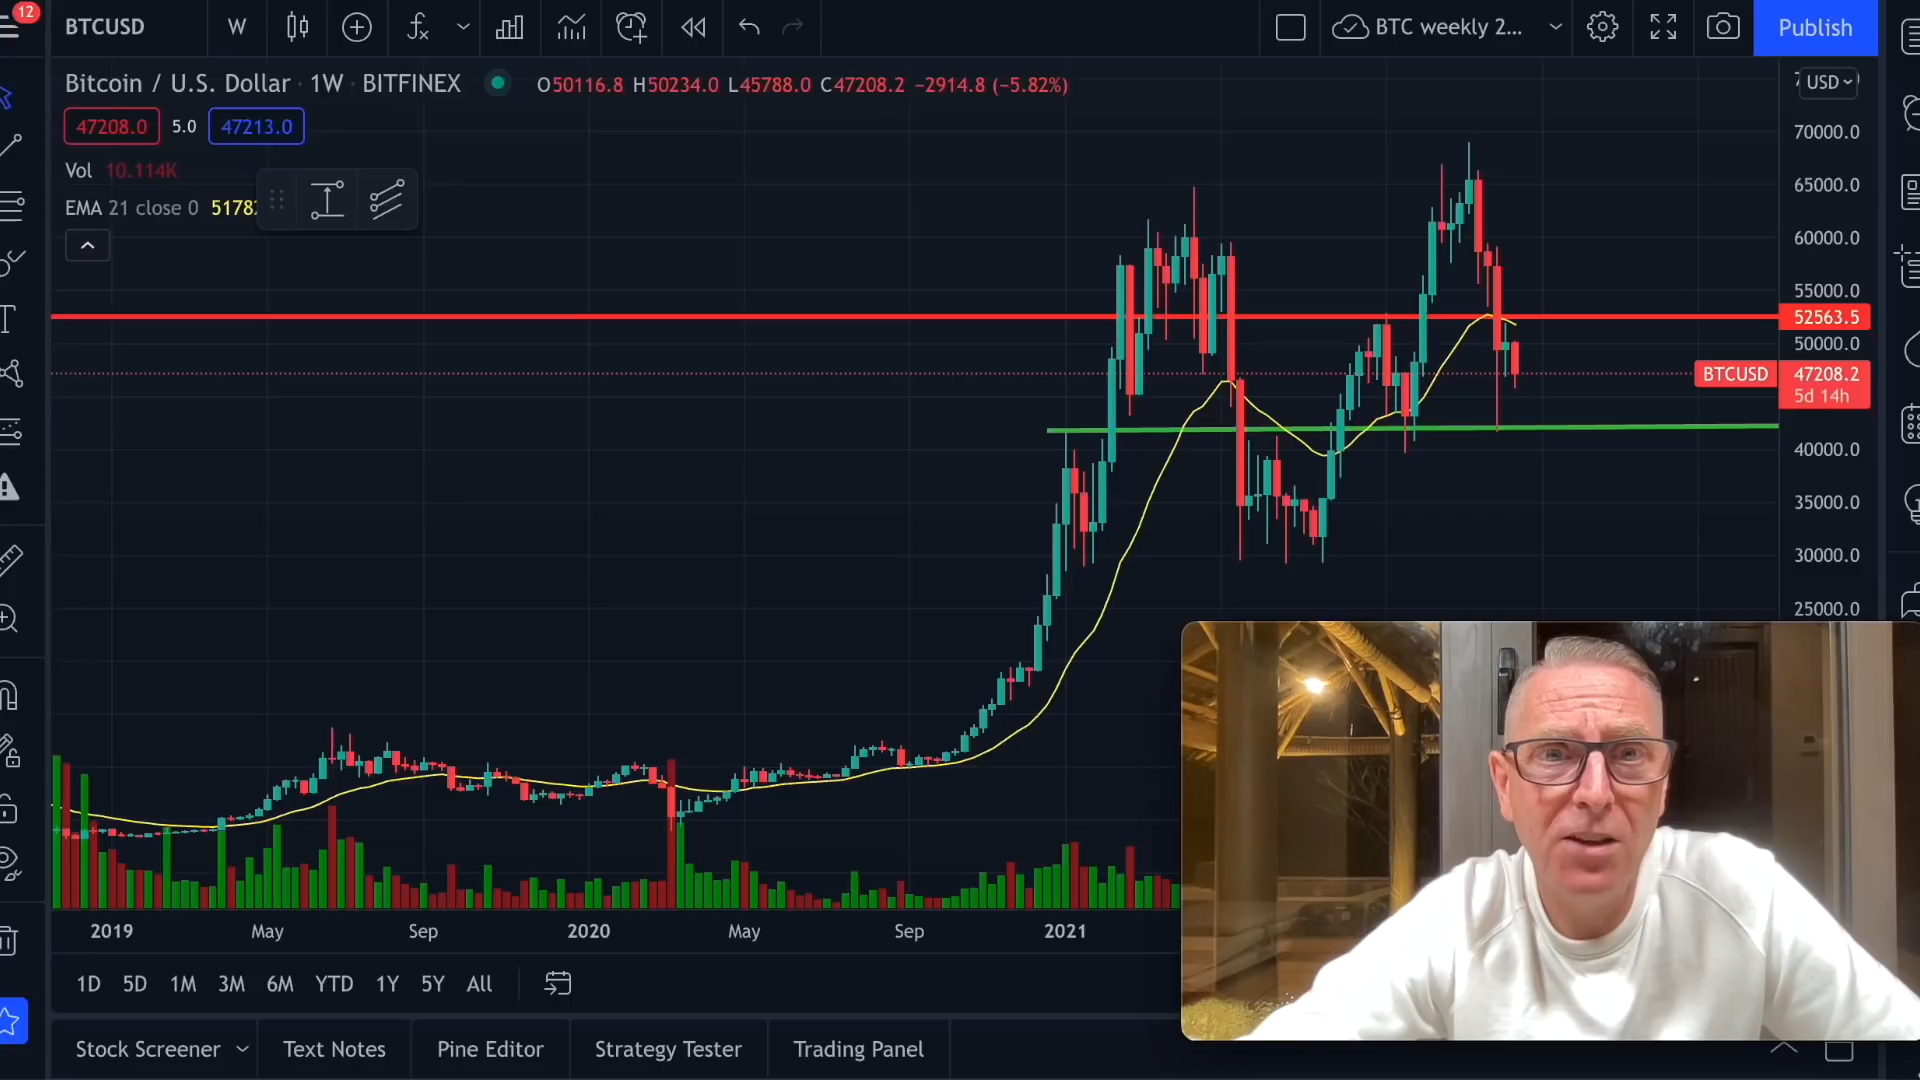 12
BTCUSD
W
BTC weekly 2...
Publish
Bitcoin / U.S. Dollar · 1W · BITFINEX
O50116.8 H50234.0 L45788.0 C47208.2 −2914.8 (−5.82%)
USD
47208.0 5.0 47213.0
Vol 10.114K
EMA 21 close 0 5178
70000.0
65000.0
60000.0
55000.0
52563.5
50000.0
BTCUSD 47208.2
5d 14h
40000.0
35000.0
30000.0
25000.0
2019 May Sep 2020 May Sep 2021
1D 5D 1M 3M 6M YTD 1Y 5Y All
Stock Screener Text Notes Pine Editor Strategy Tester Trading Panel